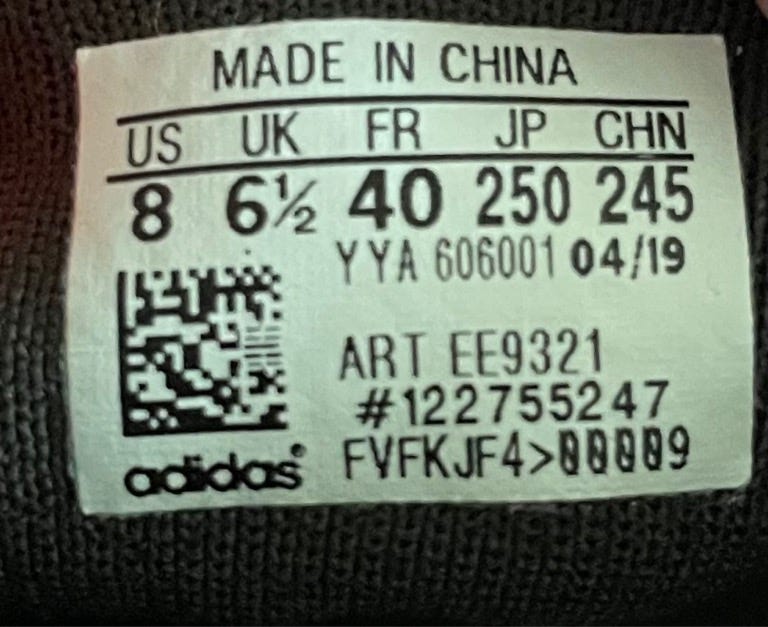 MADE IN CHINA
US UK FR JP CHN
8 6½ 40 250 245
YYA 606001 04/19
ART EE9321
#122755247
adidas® FVFKJF4>00009